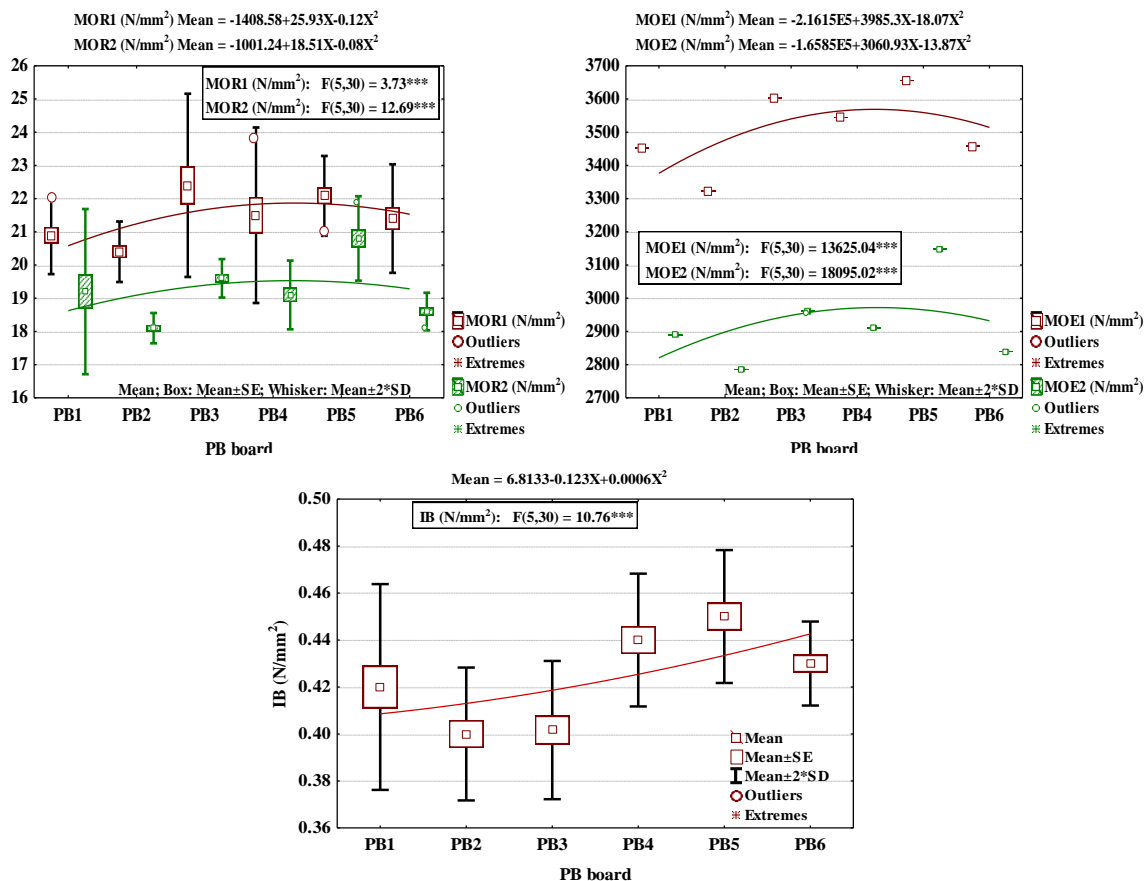 MOR1 (N/mm²) Mean = -1408.58+25.93X-0.12X²
MOR2 (N/mm²) Mean = -1001.24+18.51X-0.08X²
26
25
24
23
22
21
20
19
18
17
16
MOR1 (N/mm²): F(5,30) = 3.73***
MOR2 (N/mm²): F(5,30) = 12.69***
Mean; Box: Mean±SE; Whisker: Mean±2*SD
PB1 PB2 PB3 PB4 PB5 PB6
PB board
MOR1 (N/mm²)
Outliers
Extremes
MOR2 (N/mm²)
Outliers
Extremes
MOE1 (N/mm²) Mean = -2.1615E5+3985.3X-18.07X²
MOE2 (N/mm²) Mean = -1.6585E5+3060.93X-13.87X²
3700
3600
3500
3400
3300
3200
3100
3000
2900
2800
2700
MOE1 (N/mm²): F(5,30) = 13625.04***
MOE2 (N/mm²): F(5,30) = 18095.02***
Mean; Box: Mean±SE; Whisker: Mean±2*SD
PB1 PB2 PB3 PB4 PB5 PB6
PB board
MOE1 (N/mm²)
Outliers
Extremes
MOE2 (N/mm²)
Outliers
Extremes
Mean = 6.8133-0.123X+0.0006X²
0.50
0.48
0.46
0.44
0.42
0.40
0.38
0.36
IB (N/mm²)
IB (N/mm²): F(5,30) = 10.76***
Mean
Mean±SE
Mean±2*SD
Outliers
Extremes
PB1 PB2 PB3 PB4 PB5 PB6
PB board